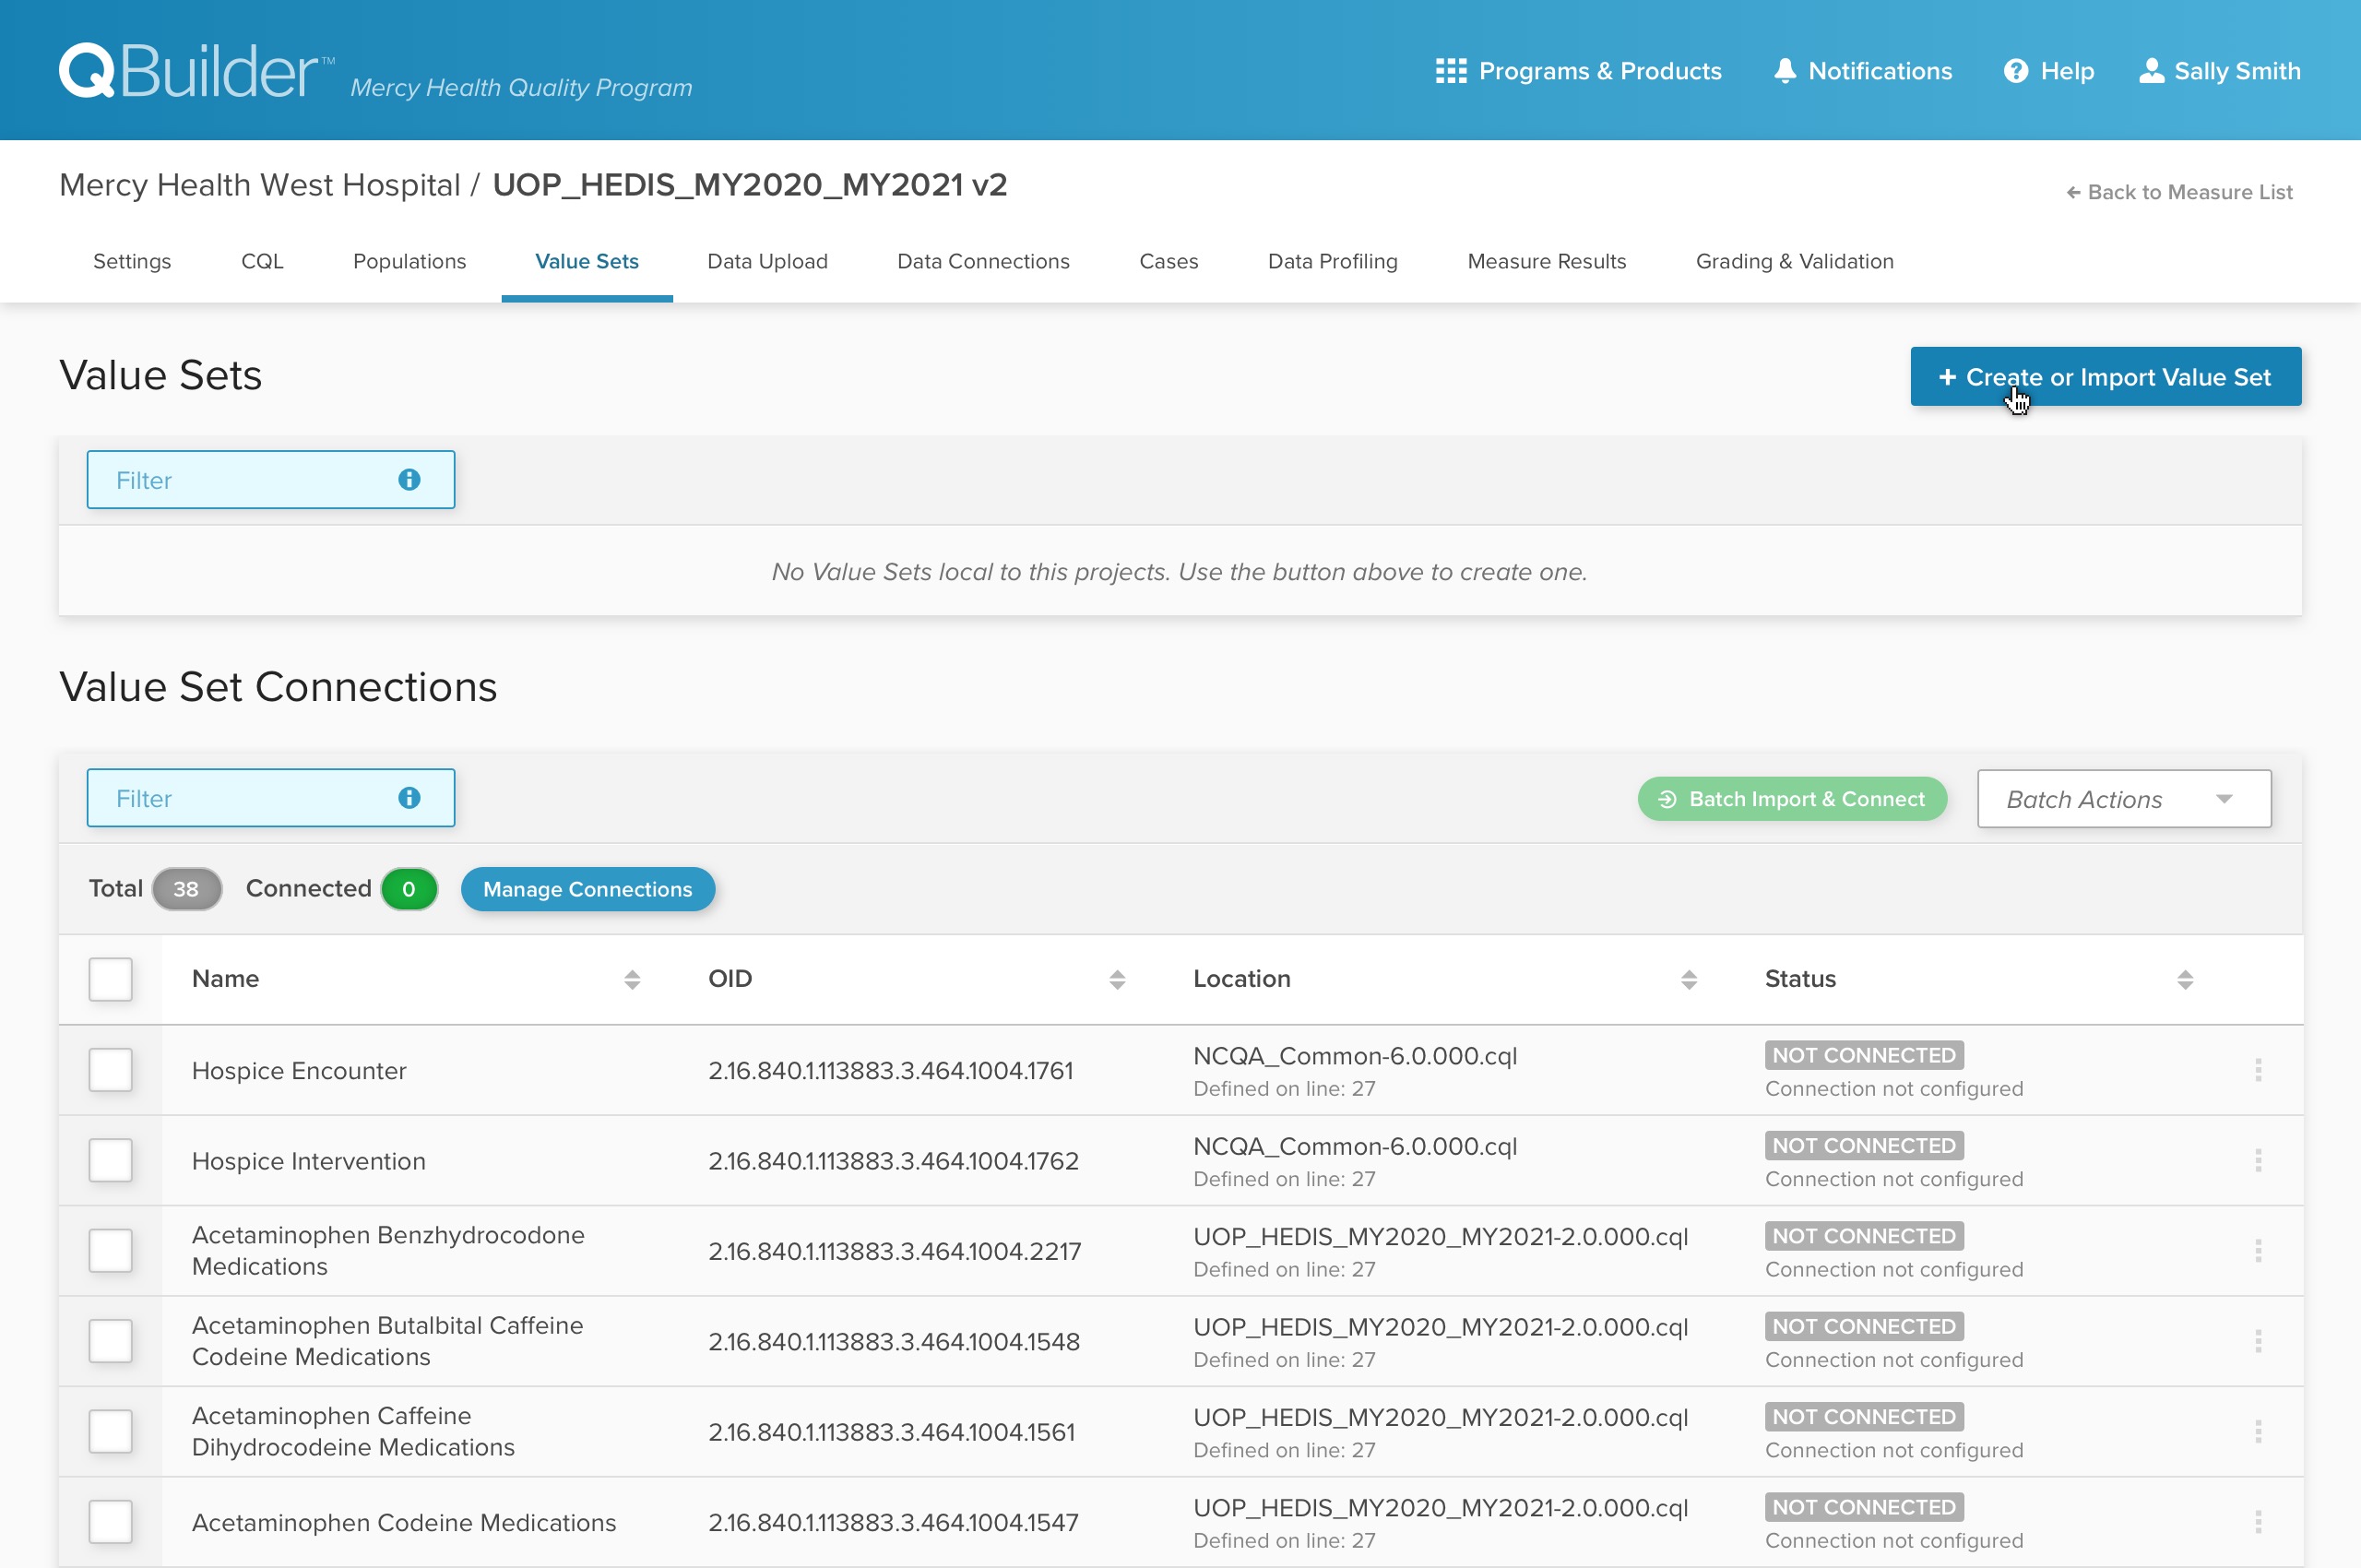 QBuilder™ Mercy Health Quality Program
Programs & Products Notifications Help Sally Smith
Mercy Health West Hospital / UOP_HEDIS_MY2020_MY2021 v2
← Back to Measure List
Settings CQL Populations Value Sets Data Upload Data Connections Cases Data Profiling Measure Results Grading & Validation
Value Sets
+ Create or Import Value Set
Filter
No Value Sets local to this projects. Use the button above to create one.
Value Set Connections
Filter
Batch Import & Connect
Batch Actions
Total 38 Connected 0 Manage Connections
Name OID Location Status
Hospice Encounter 2.16.840.1.113883.3.464.1004.1761 NCQA_Common-6.0.000.cql NOT CONNECTED
Defined on line: 27 Connection not configured
Hospice Intervention 2.16.840.1.113883.3.464.1004.1762 NCQA_Common-6.0.000.cql NOT CONNECTED
Defined on line: 27 Connection not configured
Acetaminophen Benzhydrocodone 2.16.840.1.113883.3.464.1004.2217 UOP_HEDIS_MY2020_MY2021-2.0.000.cql NOT CONNECTED
Medications Defined on line: 27 Connection not configured
Acetaminophen Butalbital Caffeine 2.16.840.1.113883.3.464.1004.1548 UOP_HEDIS_MY2020_MY2021-2.0.000.cql NOT CONNECTED
Codeine Medications Defined on line: 27 Connection not configured
Acetaminophen Caffeine 2.16.840.1.113883.3.464.1004.1561 UOP_HEDIS_MY2020_MY2021-2.0.000.cql NOT CONNECTED
Dihydrocodeine Medications Defined on line: 27 Connection not configured
Acetaminophen Codeine Medications 2.16.840.1.113883.3.464.1004.1547 UOP_HEDIS_MY2020_MY2021-2.0.000.cql NOT CONNECTED
Defined on line: 27 Connection not configured